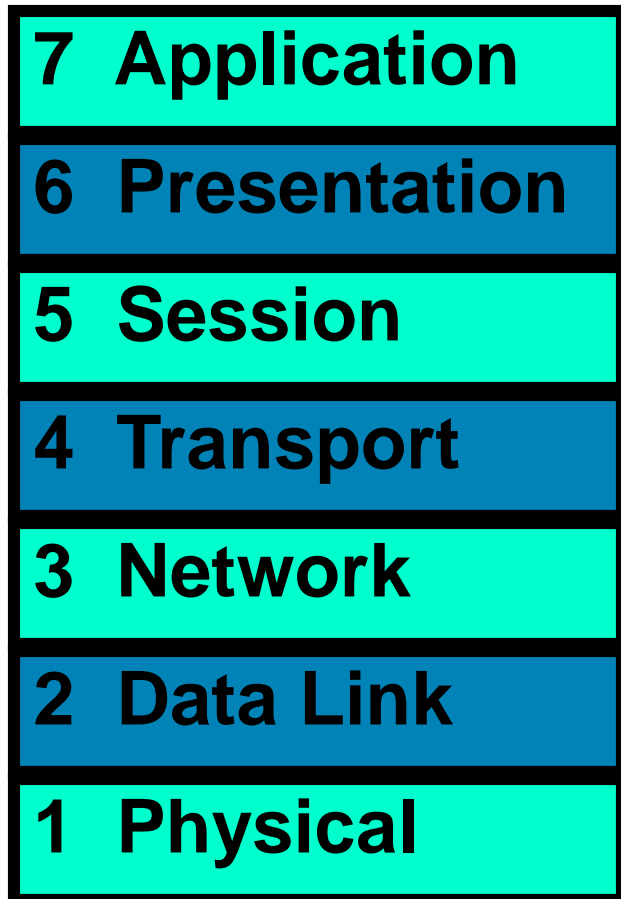 7 Application
6 Presentation
5 Session
4 Transport
3 Network
2 Data Link
1 Physical